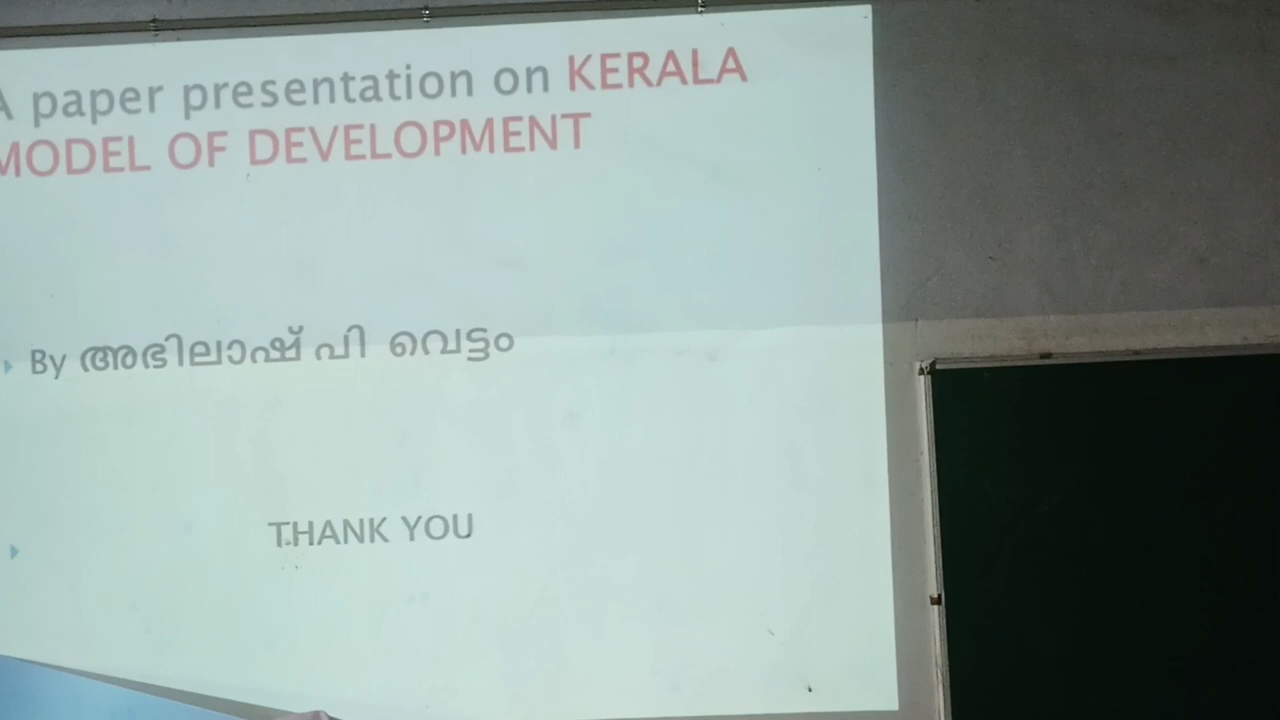 A paper presentation on KERALA
MODEL OF DEVELOPMENT
By അഭിലാഷ് പി വെട്ടം
THANK YOU